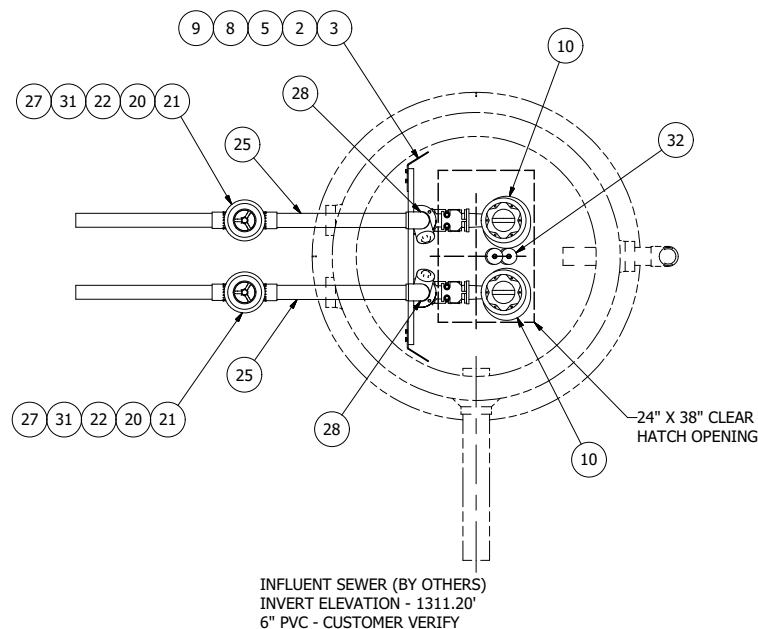 9 8 5 2 3
10
27 31 22 20 21
28
32
25
25
27 31 22 20 21
28
24" X 38" CLEAR
HATCH OPENING
10
INFLUENT SEWER (BY OTHERS)
INVERT ELEVATION - 1311.20'
6" PVC - CUSTOMER VERIFY